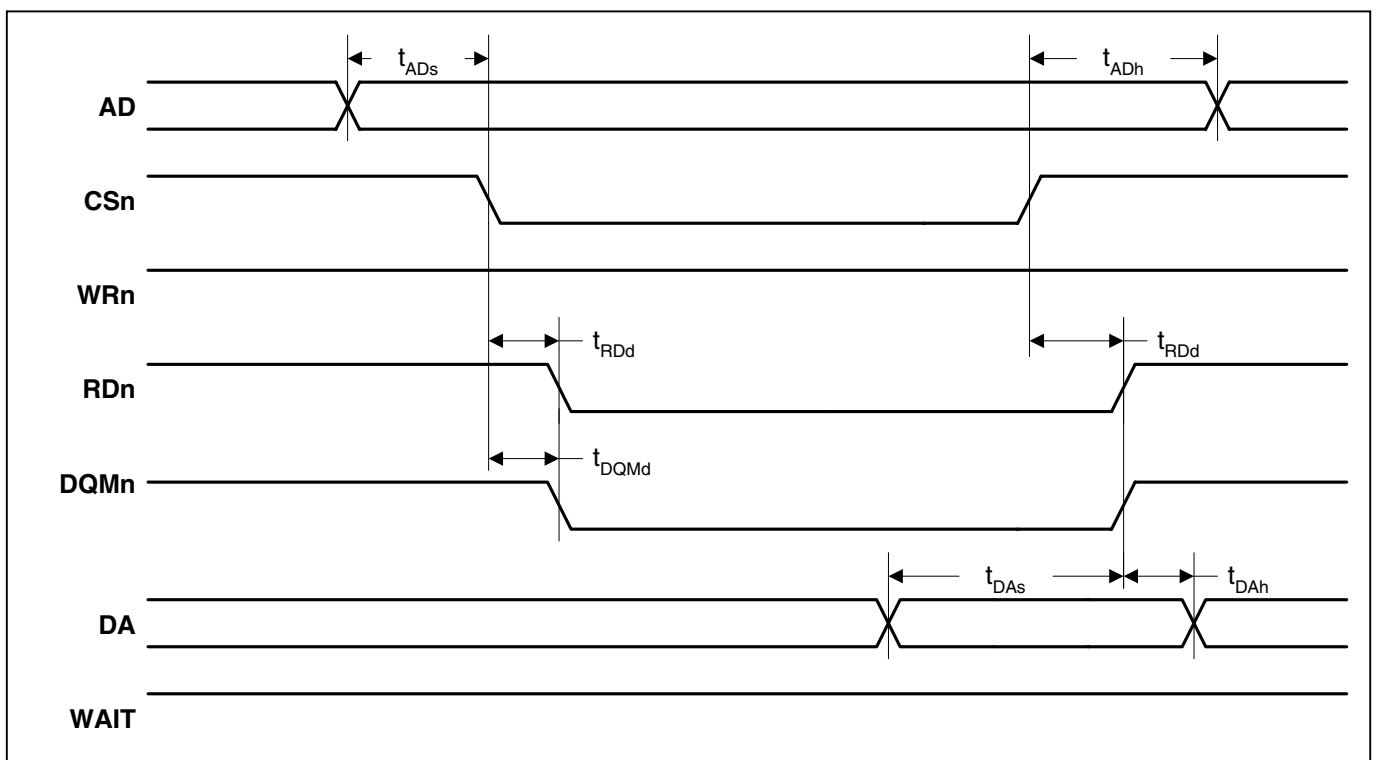 tADs
tADh
AD
CSn
WRn
tRDd
tRDd
RDn
tDQMd
DQMn
tDAs
tDAh
DA
WAIT